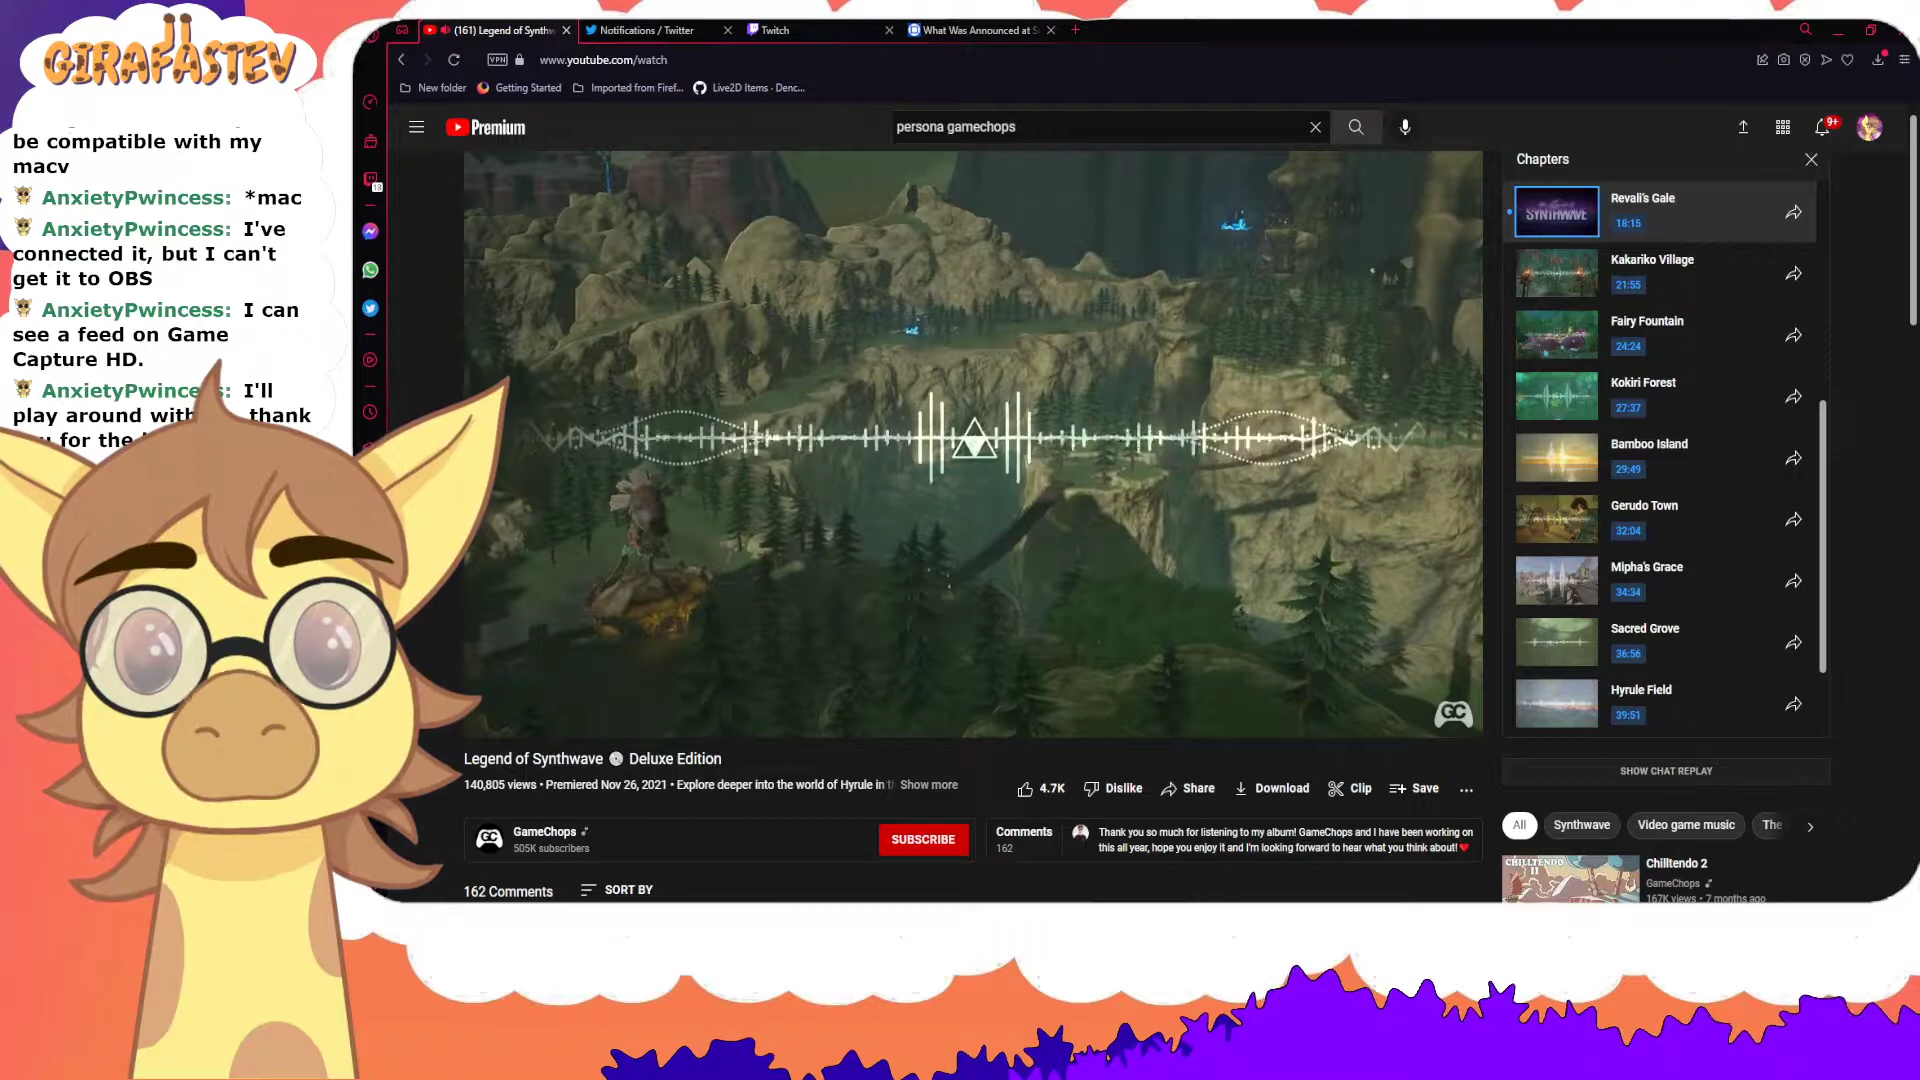 GIRAFASTEV
be compatible with my
macv
AnxietyPwincess: *mac
AnxietyPwincess: I've
connected it, but I can't
get it to OBS
AnxietyPwincess: I can
see a feed on Game
Capture HD.
I'll
play around with
thank
for the
(161) Legend of Synthw
Notifications / Twitter
Twitch
What Was Announced at S
VPN
www.youtube.com/watch
New folder
Getting Started
Imported from Firef...
Live2D Items - Denc...
13
Premium
persona gamechops
9+
Chapters
SYNTHWAVE
Revali's Gale
18:15
Kakariko Village
21:55
Fairy Fountain
24:24
Kokiri Forest
27:37
Bamboo Island
29:49
Gerudo Town
32:04
Mipha's Grace
34:34
Sacred Grove
36:56
Hyrule Field
39:51
GC
Legend of Synthwave Deluxe Edition
140,805 views • Premiered Nov 26, 2021 • Explore deeper into the world of Hyrule in t Show more
4.7K
Dislike
Share
Download
Clip
Save
SHOW CHAT REPLAY
GC
GameChops
505K subscribers
SUBSCRIBE
Comments
162
Thank you so much for listening to my album! GameChops and I have been working on
this all year, hope you enjoy it and I'm looking forward to hear what you think about!
All
Synthwave
Video game music
The
162 Comments
SORT BY
CHILLTENDO
II
Chilltendo 2
GameChops
167K views • 7 months ago